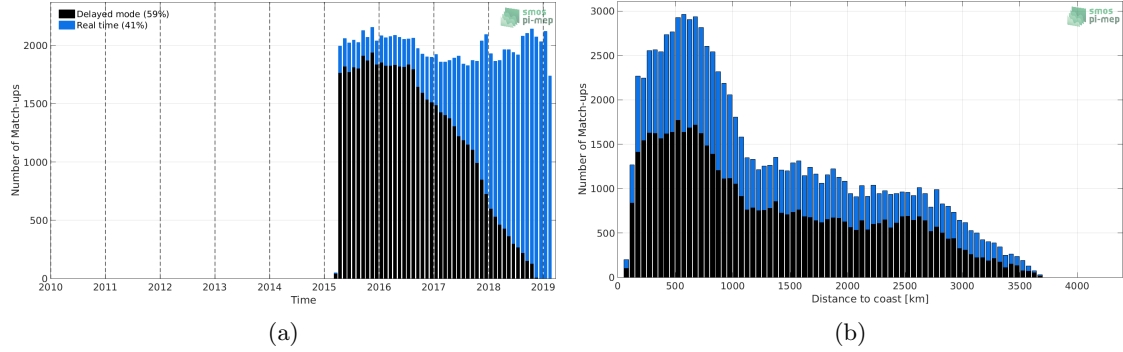 Delayed mode (59%)
Real time (41%)
smos
pi-mep
2000
1500
1000
500
0
Number of Match-ups
2010 2011 2012 2013 2014 2015 2016 2017 2018 2019
Time
(a)
smos
pi-mep
3000
2500
2000
1500
1000
500
0
Number of Match-ups
0 500 1000 1500 2000 2500 3000 3500 4000
Distance to coast [km]
(b)